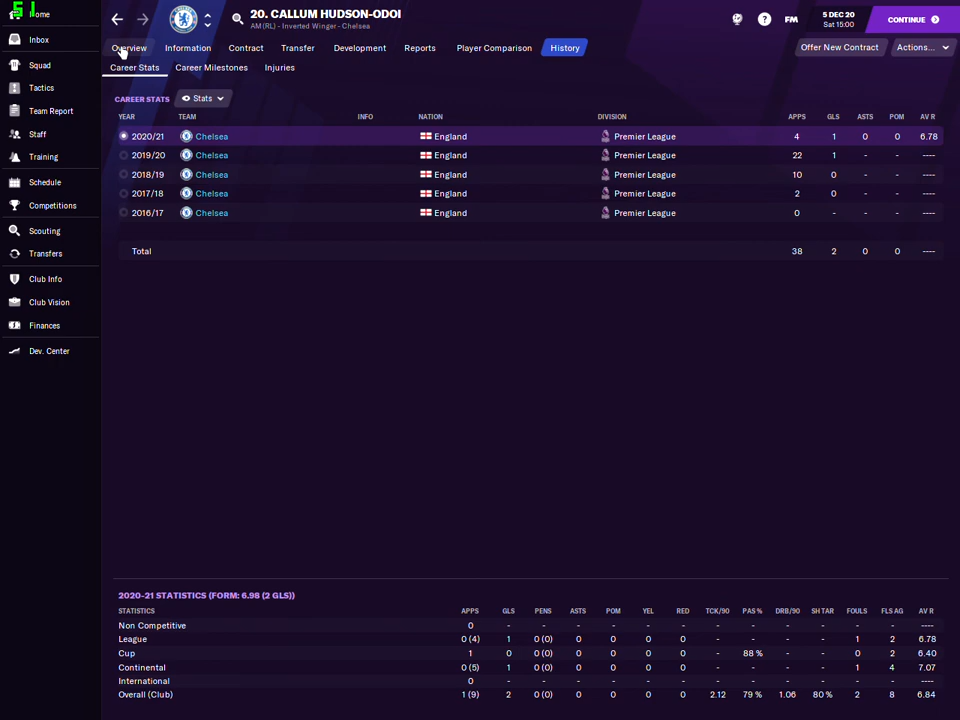 20. CALLUM HUDSON-ODOI
AM (RL) - Inverted Winger - Chelsea
5 DEC 20
Sat 15:00
CONTINUE
FM
Home
Inbox
Squad
Tactics
Team Report
Staff
Training
Schedule
Competitions
Scouting
Transfers
Club Info
Club Vision
Finances
Dev. Center
Overview Information Contract Transfer Development Reports Player Comparison History
Offer New Contract Actions...
Career Stats Career Milestones Injuries
CAREER STATS Stats
YEAR TEAM INFO NATION DIVISION APPS GLS ASTS POM AV R
2020/21 Chelsea England Premier League 4 1 0 0 6.78
2019/20 Chelsea England Premier League 22 1 - - ----
2018/19 Chelsea England Premier League 10 0 - - ----
2017/18 Chelsea England Premier League 2 0 - - ----
2016/17 Chelsea England Premier League 0 - - - ----
Total 38 2 0 0 ----
2020-21 STATISTICS (FORM: 6.98 (2 GLS))
STATISTICS APPS GLS PENS ASTS POM YEL RED TCK/90 PAS % DRB/90 SH TAR FOULS FLS AG AV R
Non Competitive 0 - - - - - - - - - - - - ----
League 0 (4) 1 0 (0) 0 0 0 0 - - - - 1 2 6.78
Cup 1 0 0 (0) 0 0 0 0 - 88 % - - 0 2 6.40
Continental 0 (5) 1 0 (0) 0 0 0 0 - - - - 1 4 7.07
International 0 - - - - - - - - - - - - ----
Overall (Club) 1 (9) 2 0 (0) 0 0 0 0 2.12 79 % 1.06 80 % 2 8 6.84